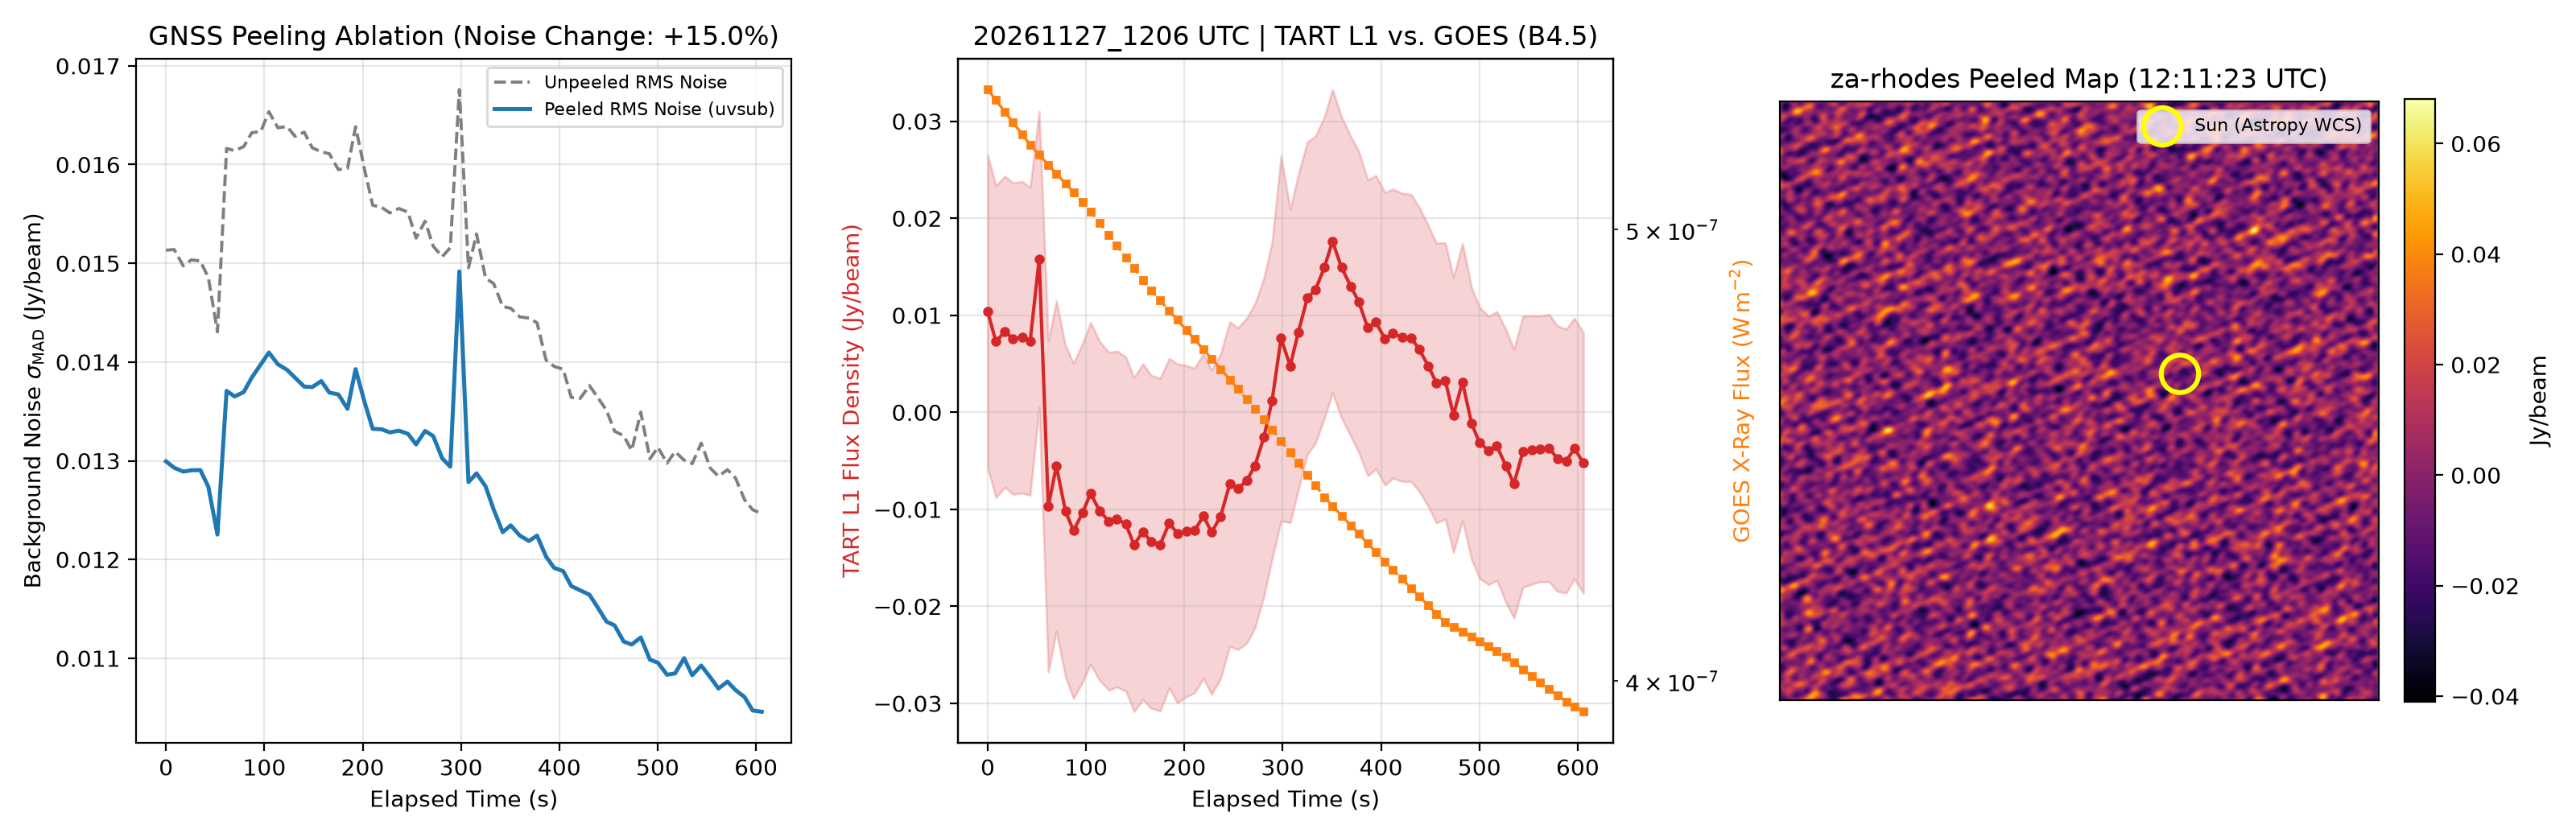 GNSS Peeling Ablation (Noise Change: +15.0%)
Unpeeled RMS Noise
Peeled RMS Noise (uvsub)
Background Noise σ_MAD (Jy/beam)
0.017
0.016
0.015
0.014
0.013
0.012
0.011
0 100 200 300 400 500 600
Elapsed Time (s)
20261127_1206 UTC | TART L1 vs. GOES (B4.5)
TART L1 Flux Density (Jy/beam)
0.03
0.02
0.01
0.00
−0.01
−0.02
−0.03
0 100 200 300 400 500 600
Elapsed Time (s)
5×10⁻⁷
4×10⁻⁷
GOES X-Ray Flux (W m⁻²)
za-rhodes Peeled Map (12:11:23 UTC)
Sun (Astropy WCS)
0.06
0.04
0.02
0.00
−0.02
−0.04
Jy/beam